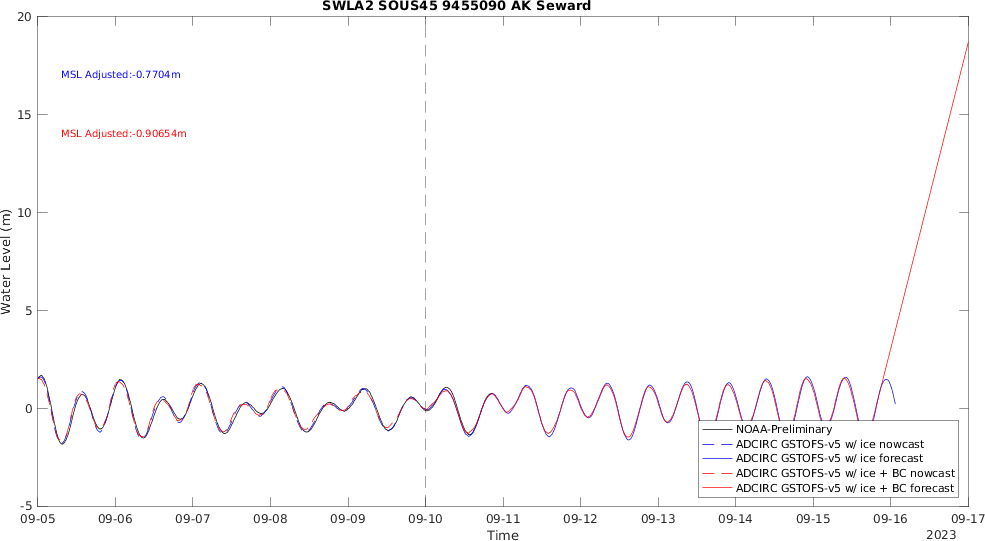 SWLA2 SOUS45 9455090 AK Seward
20
15
10
5
0
-5
Water Level (m)
MSL Adjusted:-0.7704m
MSL Adjusted:-0.90654m
NOAA-Preliminary
ADCIRC GSTOFS-v5 w/ ice nowcast
ADCIRC GSTOFS-v5 w/ ice forecast
ADCIRC GSTOFS-v5 w/ ice + BC nowcast
ADCIRC GSTOFS-v5 w/ ice + BC forecast
09-05 09-06 09-07 09-08 09-09 09-10 09-11 09-12 09-13 09-14 09-15 09-16 09-17
Time
2023